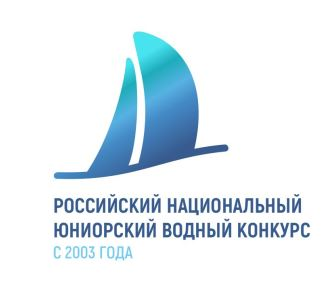 РОССИЙСКИЙ НАЦИОНАЛЬНЫЙ
ЮНИОРСКИЙ ВОДНЫЙ КОНКУРС
С 2003 ГОДА